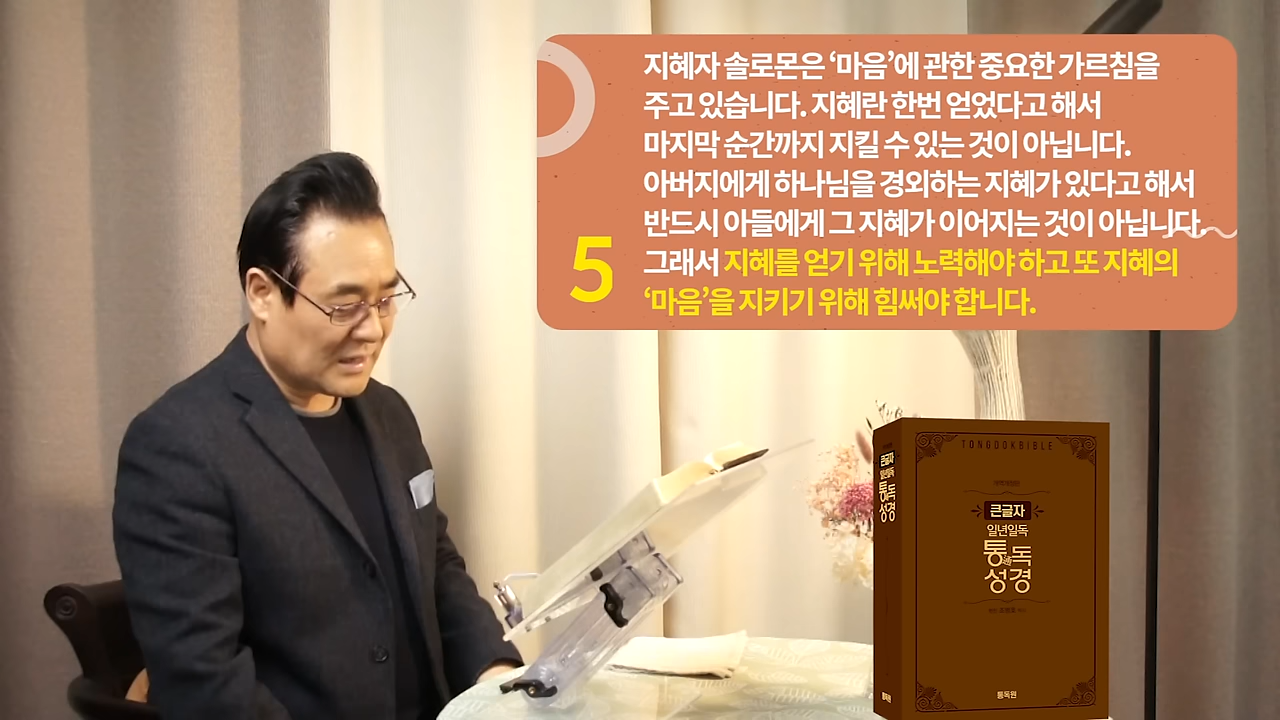 지혜자 솔로몬은 ‘마음’에 관한 중요한 가르침을
주고 있습니다. 지혜란 한번 얻었다고 해서
마지막 순간까지 지킬 수 있는 것이 아닙니다.
아버지에게 하나님을 경외하는 지혜가 있다고 해서
반드시 아들에게 그 지혜가 이어지는 것이 아닙니다.
5
그래서 지혜를 얻기 위해 노력해야 하고 또 지혜의
‘마음’을 지키기 위해 힘써야 합니다.
TONGDOKBIBLE
큰글자
일년일독
통독
성경
통독원
큰글자
일년일독
통독
성경
통독원